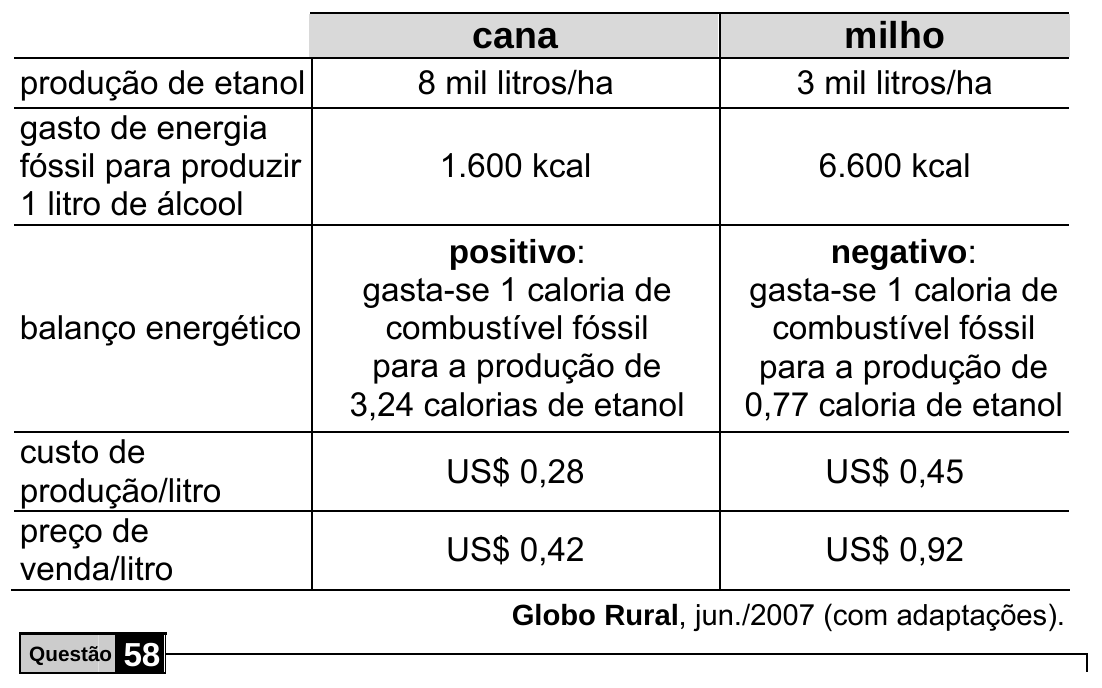 cana milho
produção de etanol 8 mil litros/ha 3 mil litros/ha
gasto de energia
fóssil para produzir
1 litro de álcool
1.600 kcal 6.600 kcal
balanço energético
positivo:
gasta-se 1 caloria de
combustível fóssil
para a produção de
3,24 calorias de etanol
negativo:
gasta-se 1 caloria de
combustível fóssil
para a produção de
0,77 caloria de etanol
custo de
produção/litro
US$ 0,28 US$ 0,45
preço de
venda/litro
US$ 0,42 US$ 0,92
Globo Rural, jun./2007 (com adaptações).
Questão 58